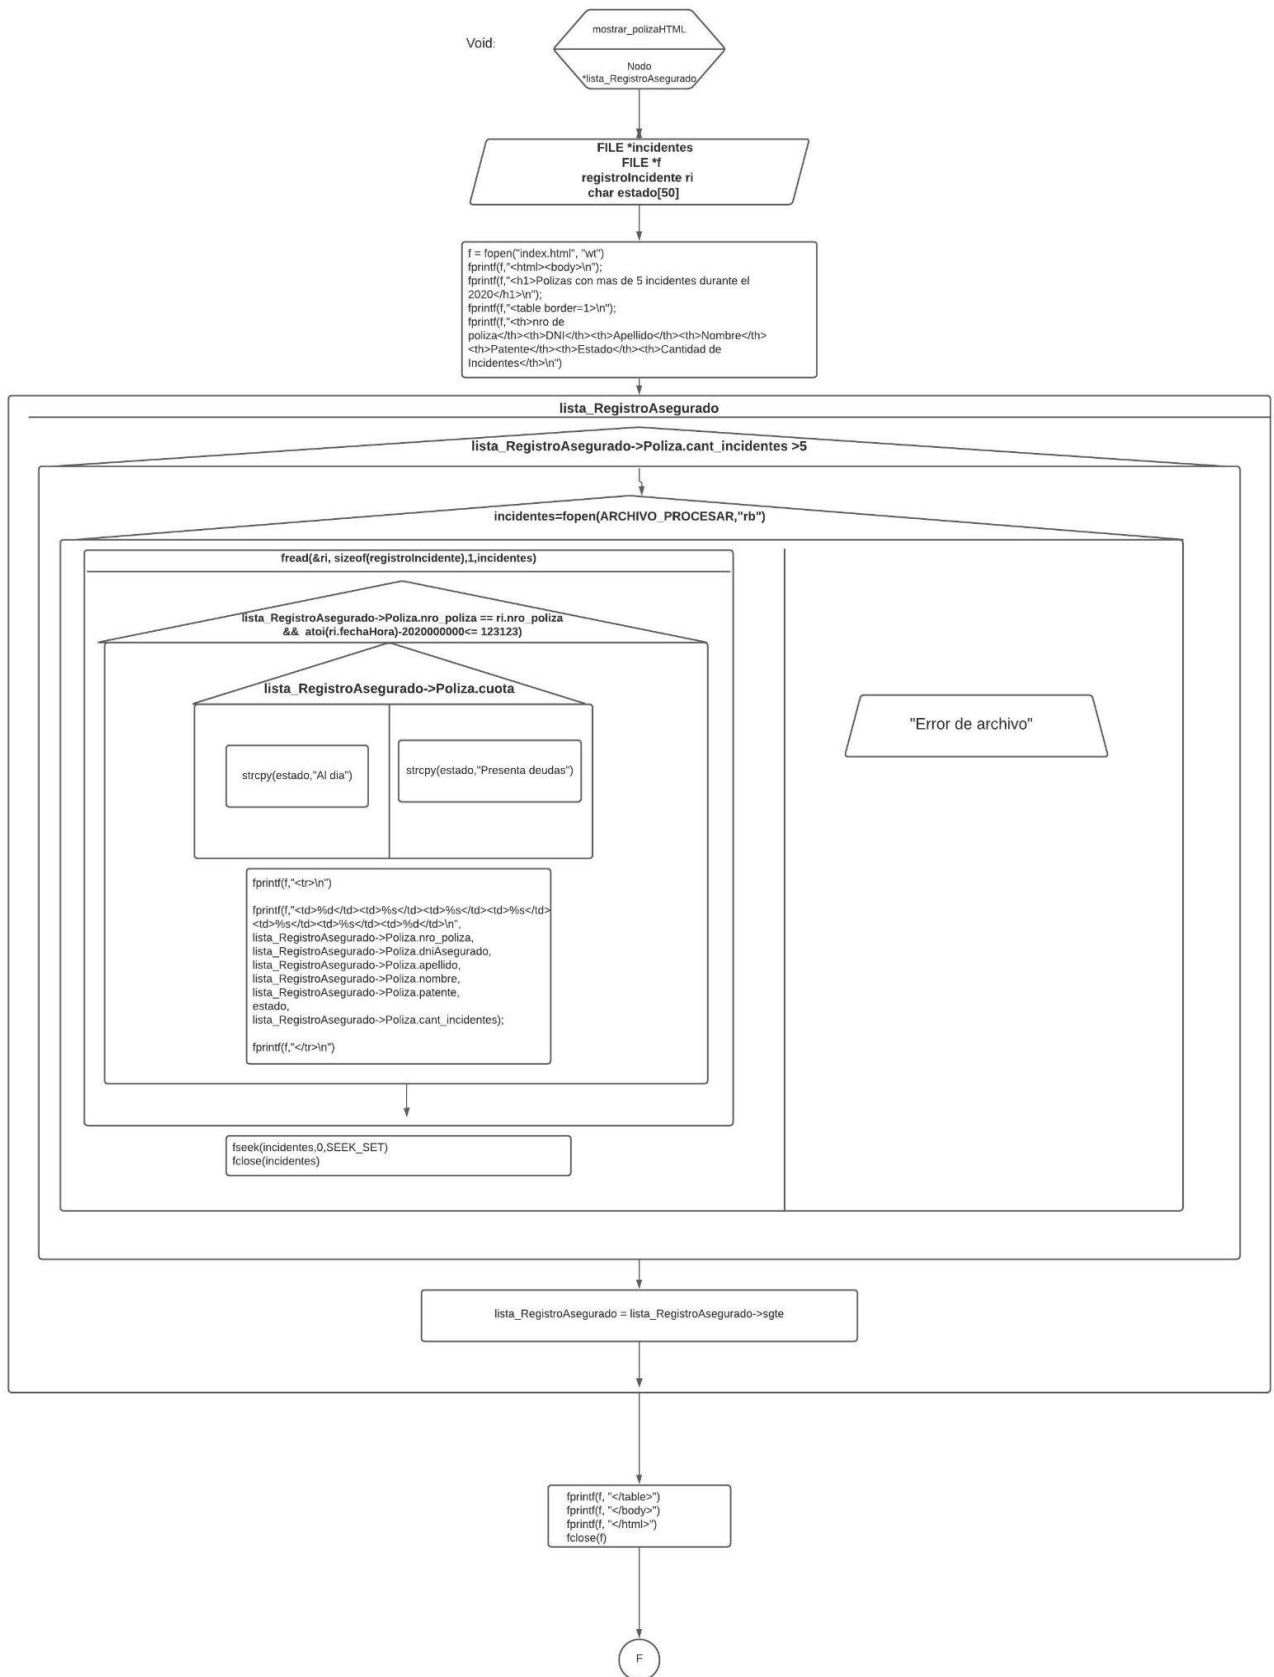 Void:
mostrar_polizaHTML
Nodo
*lista_RegistroAsegurado
FILE *incidentes
FILE *f
registroIncidente ri
char estado[50]
f = fopen("index.html", "wt")
fprintf(f,"<html><body>\n");
fprintf(f,"<h1>Polizas con mas de 5 incidentes durante el
2020</h1>\n");
fprintf(f,"<table border=1>\n");
fprintf(f,"<th>nro de
poliza</th><th>DNI</th><th>Apellido</th><th>Nombre</th>
<th>Patente</th><th>Estado</th><th>Cantidad de
Incidentes</th>\n")
lista_RegistroAsegurado
lista_RegistroAsegurado->Poliza.cant_incidentes >5
incidentes=fopen(ARCHIVO_PROCESAR,"rb")
fread(&ri, sizeof(registroIncidente),1,incidentes)
lista_RegistroAsegurado->Poliza.nro_poliza == ri.nro_poliza
&& atoi(ri.fechaHora)-2020000000<= 123123)
lista_RegistroAsegurado->Poliza.cuota
strcpy(estado,"Al dia")
strcpy(estado,"Presenta deudas")
"Error de archivo"
fprintf(f,"<tr>\n")
fprintf(f,"<td>%d</td><td>%s</td><td>%s</td><td>%s</td>
<td>%s</td><td>%s</td><td>%d</td>\n",
lista_RegistroAsegurado->Poliza.nro_poliza,
lista_RegistroAsegurado->Poliza.dniAsegurado,
lista_RegistroAsegurado->Poliza.apellido,
lista_RegistroAsegurado->Poliza.nombre,
lista_RegistroAsegurado->Poliza.patente,
estado,
lista_RegistroAsegurado->Poliza.cant_incidentes);
fprintf(f,"</tr>\n")
fseek(incidentes,0,SEEK_SET)
fclose(incidentes)
lista_RegistroAsegurado = lista_RegistroAsegurado->sgte
fprintf(f, "</table>")
fprintf(f, "</body>")
fprintf(f, "</html>")
fclose(f)
F